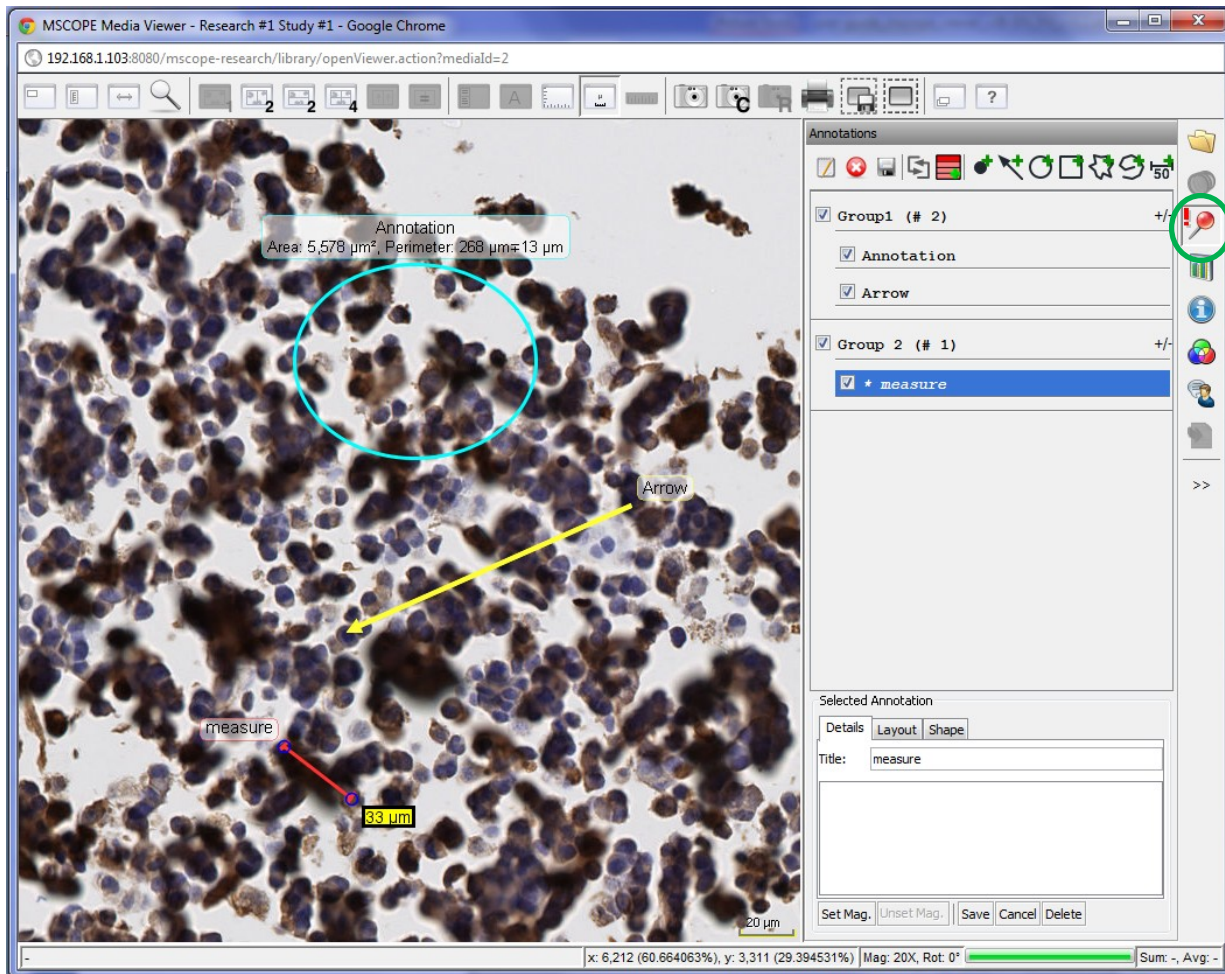 MSCOPE Media Viewer - Research #1 Study #1 - Google Chrome
192.168.1.103:8080/mscope-research/library/openViewer.action?mediaId=2
1 2 2 4 A µ C R ?
Annotations
50
Group1 (# 2) +/-
Annotation
Arrow
Group 2 (# 1) +/-
* measure
>>
Annotation
Area: 5,578 µm², Perimeter: 268 µm∓13 µm
Arrow
measure
33 µm
20 µm
Selected Annotation
Details Layout Shape
Title: measure
Set Mag. Unset Mag. Save Cancel Delete
- x: 6,212 (60.664063%), y: 3,311 (29.394531%) Mag: 20X, Rot: 0° Sum: -, Avg: -